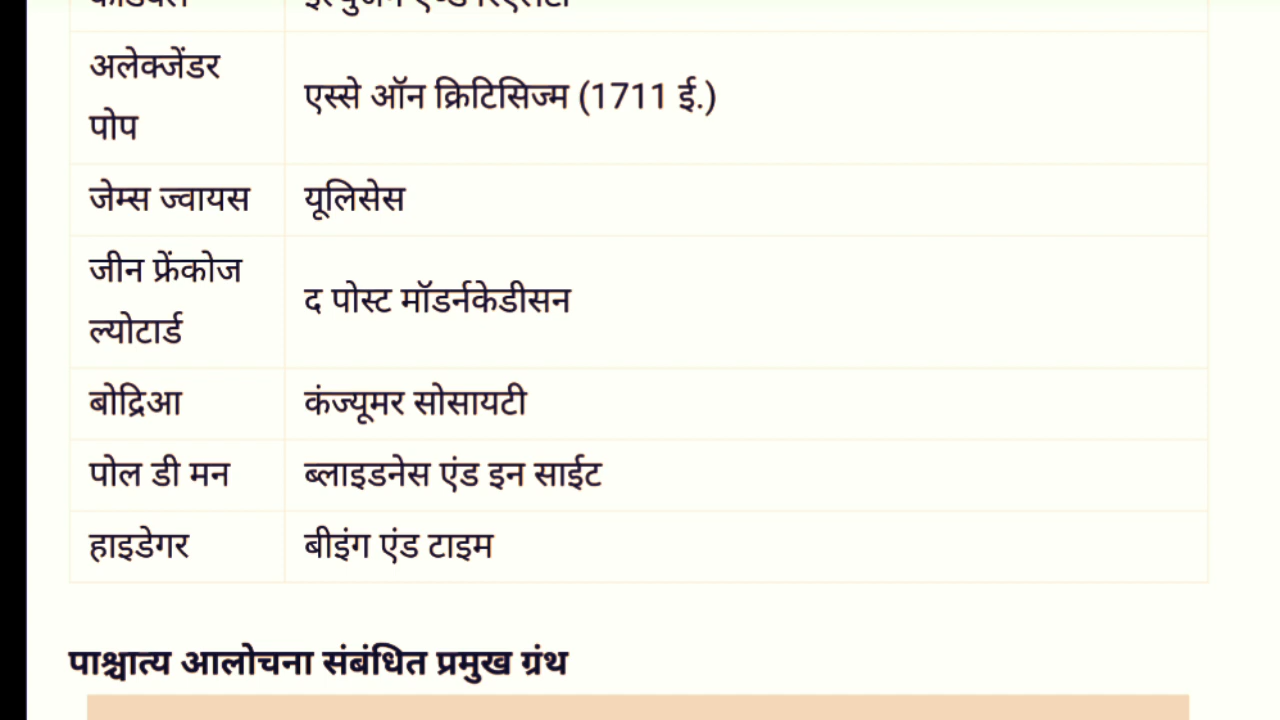 अलेक्जेंडर
पोप
एस्से ऑन क्रिटिसिज्म (1711 ई.)
जेम्स ज्वायस
यूलिसेस
जीन फ्रेंकोज
ल्योटार्ड
द पोस्ट मॉडर्नकेडीसन
बोद्रिआ
कंज्यूमर सोसायटी
पोल डी मन
ब्लाइडनेस एंड इन साईट
हाइडेगर
बीइंग एंड टाइम
पाश्चात्य आलोचना संबंधित प्रमुख ग्रंथ